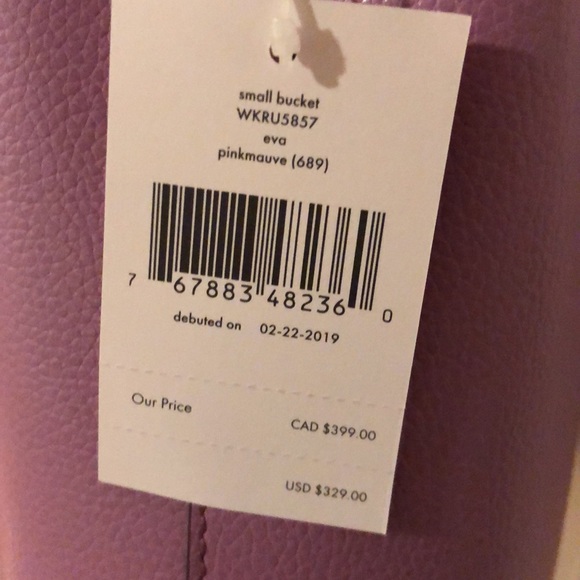 small bucket
WKRU5857
eva
pinkmauve (689)
7 67883 48236 0
debuted on 02-22-2019
Our Price CAD $399.00
USD $329.00